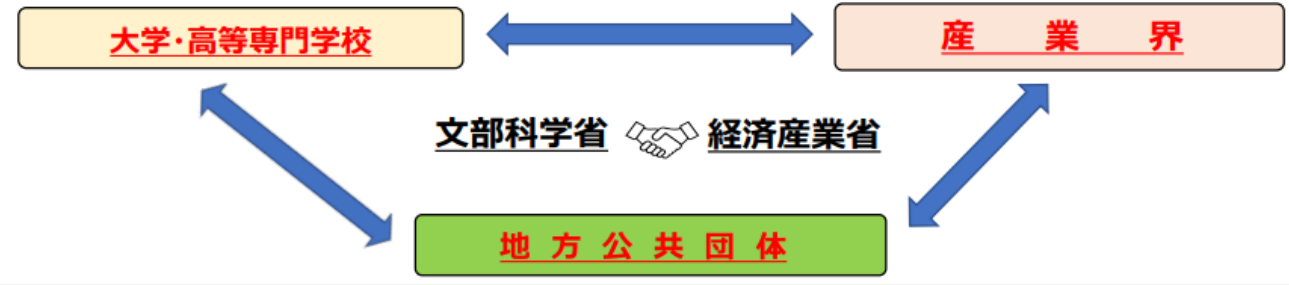 大学･高等専門学校
産業界
文部科学省 経済産業省
地方公共団体